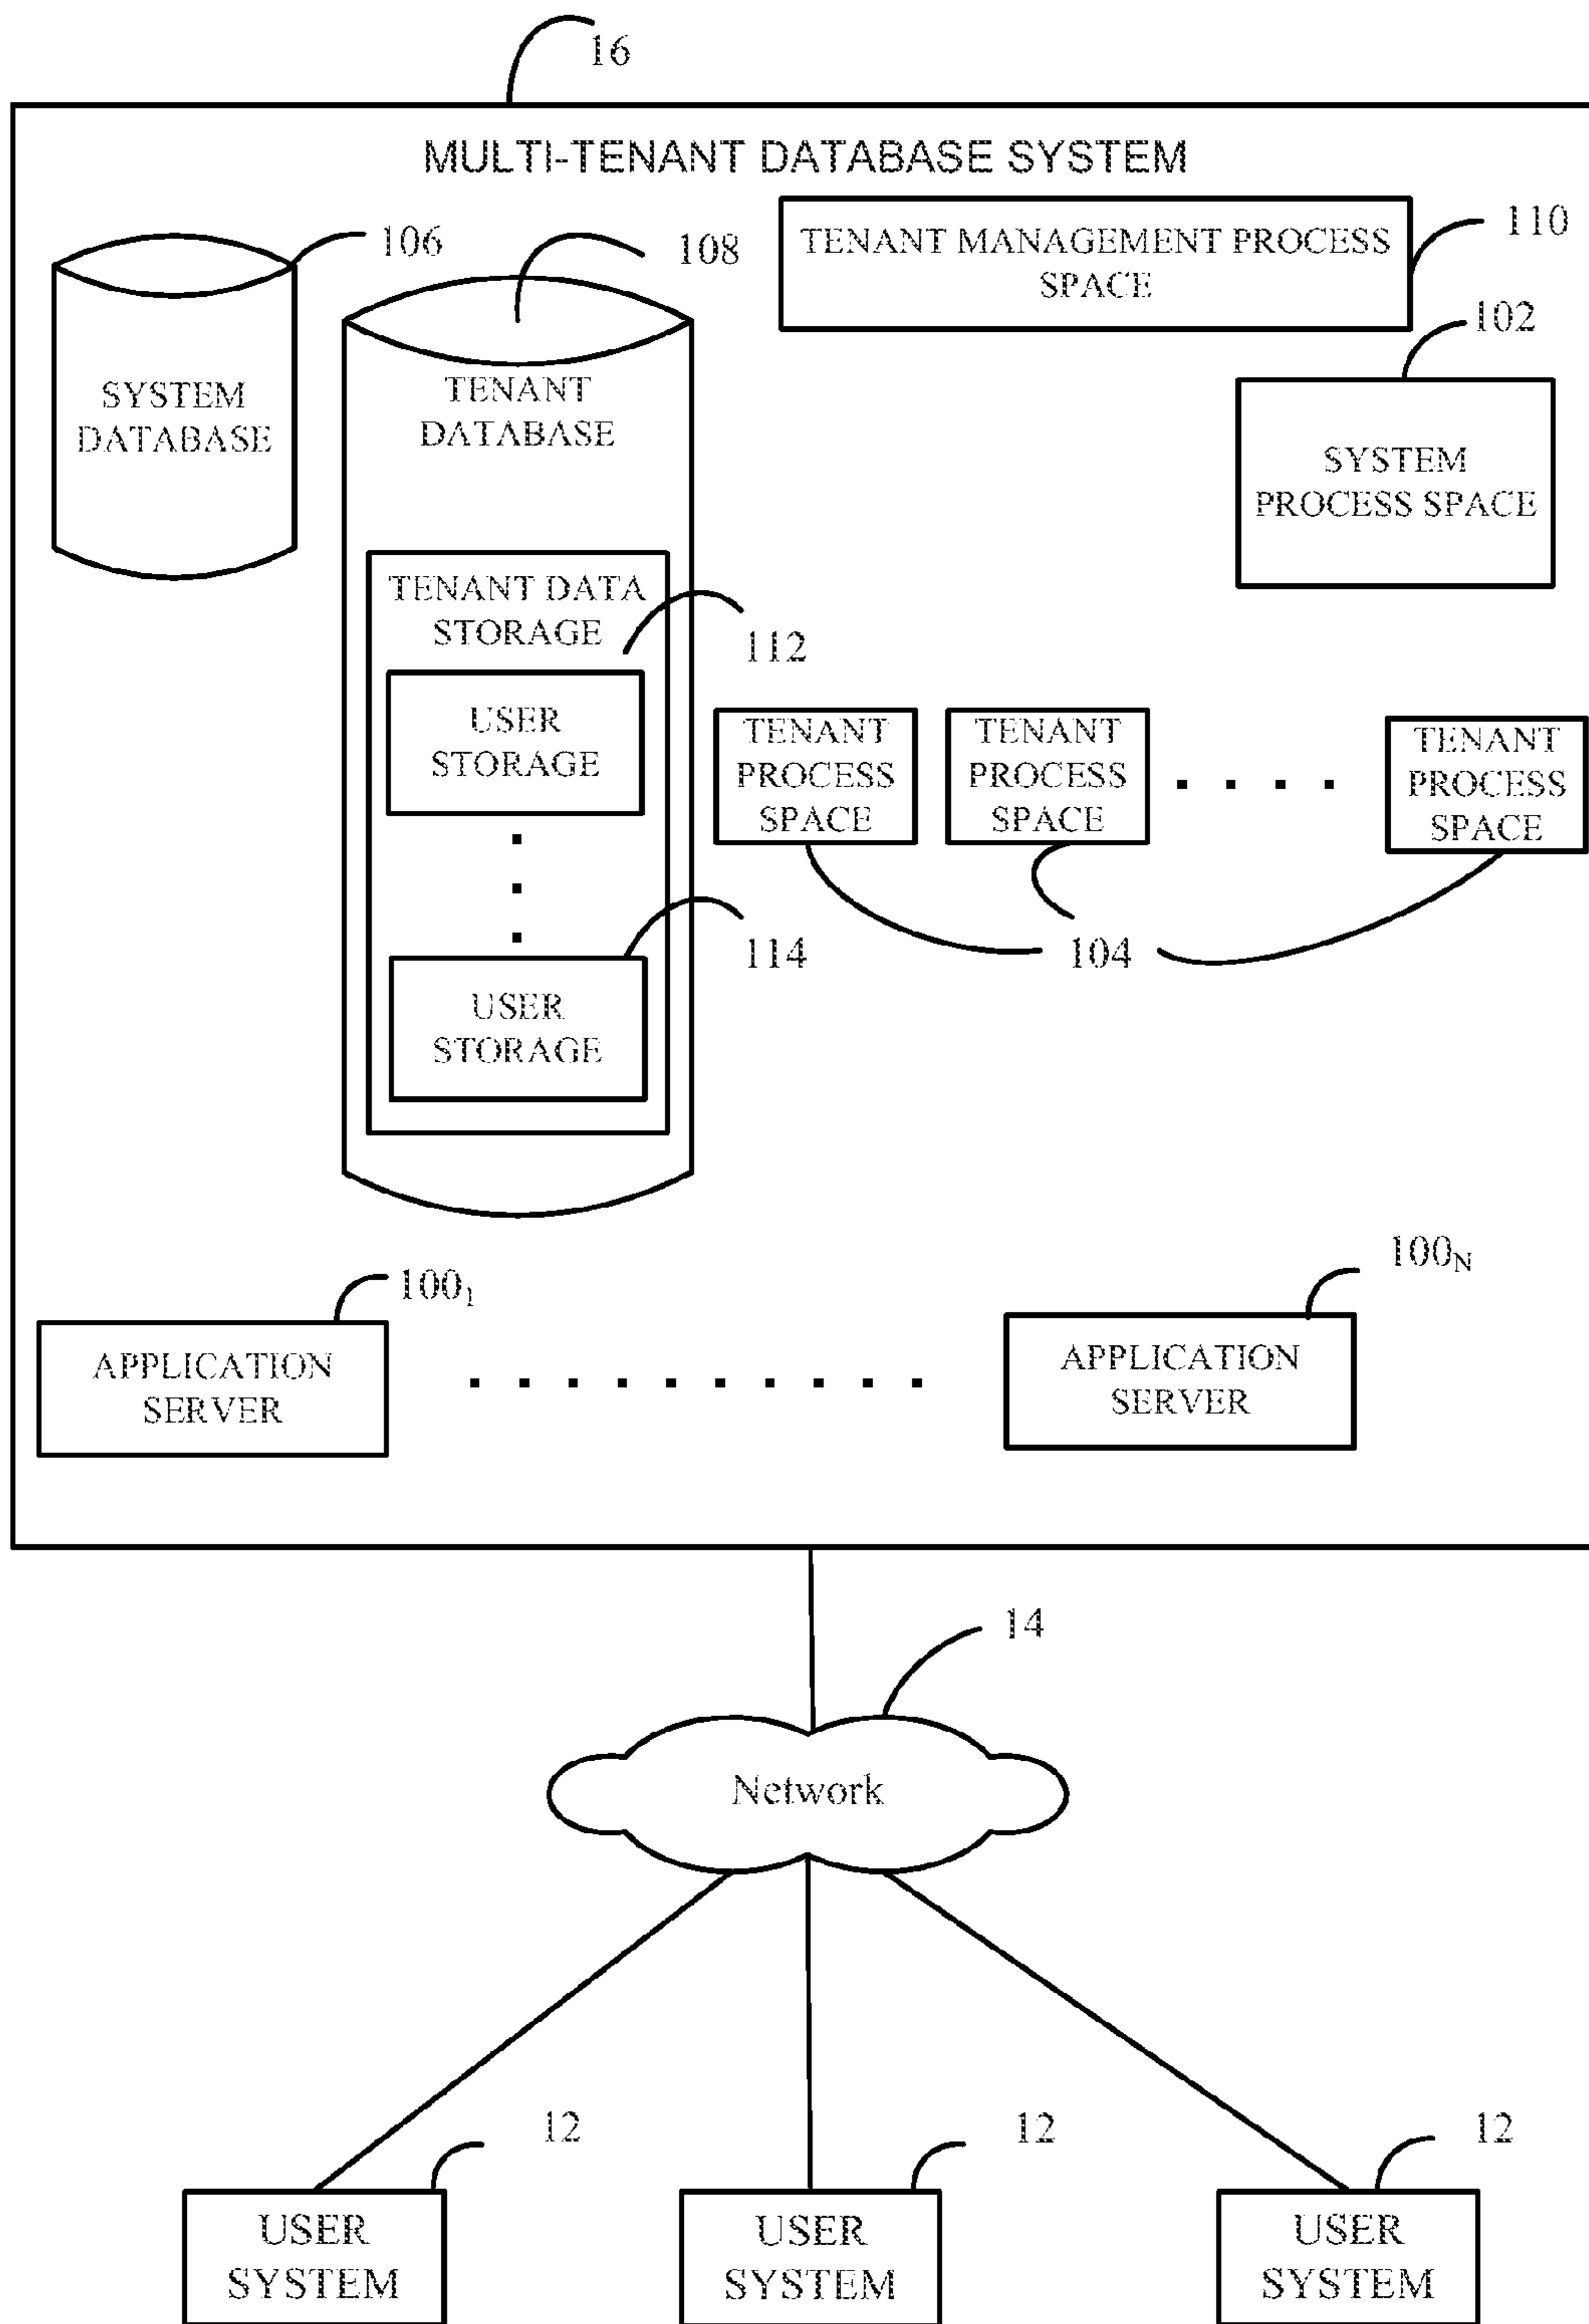 16
MULTI-TENANT DATABASE SYSTEM
106
108
TENANT MANAGEMENT PROCESS
SPACE
110
102
SYSTEM
DATABASE
TENANT
DATABASE
SYSTEM
PROCESS SPACE
TENANT DATA
STORAGE
112
USER
STORAGE
TENANT
PROCESS
SPACE
TENANT
PROCESS
SPACE
TENANT
PROCESS
SPACE
114
104
USER
STORAGE
100₁
100_N
APPLICATION
SERVER
APPLICATION
SERVER
14
Network
12
12
12
USER
SYSTEM
USER
SYSTEM
USER
SYSTEM